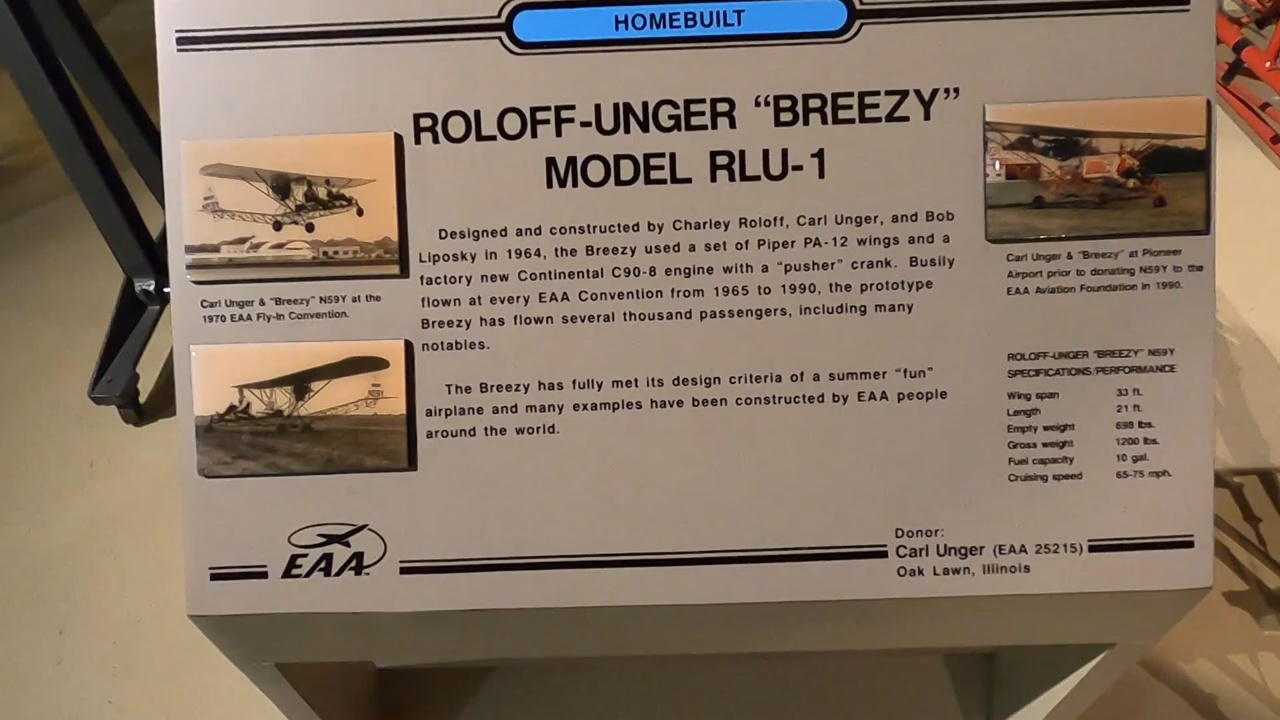 HOMEBUILT
ROLOFF-UNGER “BREEZY”
MODEL RLU-1
Designed and constructed by Charley Roloff, Carl Unger, and Bob
Liposky in 1964, the Breezy used a set of Piper PA-12 wings and a
factory new Continental C90-8 engine with a “pusher” crank. Busily
flown at every EAA Convention from 1965 to 1990, the prototype
Breezy has flown several thousand passengers, including many
notables.
The Breezy has fully met its design criteria of a summer “fun”
airplane and many examples have been constructed by EAA people
around the world.
Carl Unger & “Breezy” N59Y at the
1970 EAA Fly-In Convention.
Carl Unger & “Breezy” at Pioneer
Airport prior to donating N59Y to the
EAA Aviation Foundation in 1990.
ROLOFF-UNGER “BREEZY” N59Y
SPECIFICATIONS/PERFORMANCE
Wing span 33 ft.
Length 21 ft.
Empty weight 698 lbs.
Gross weight 1200 lbs.
Fuel capacity 10 gal.
Cruising speed 65-75 mph.
EAA™
Donor:
Carl Unger (EAA 25215)
Oak Lawn, Illinois